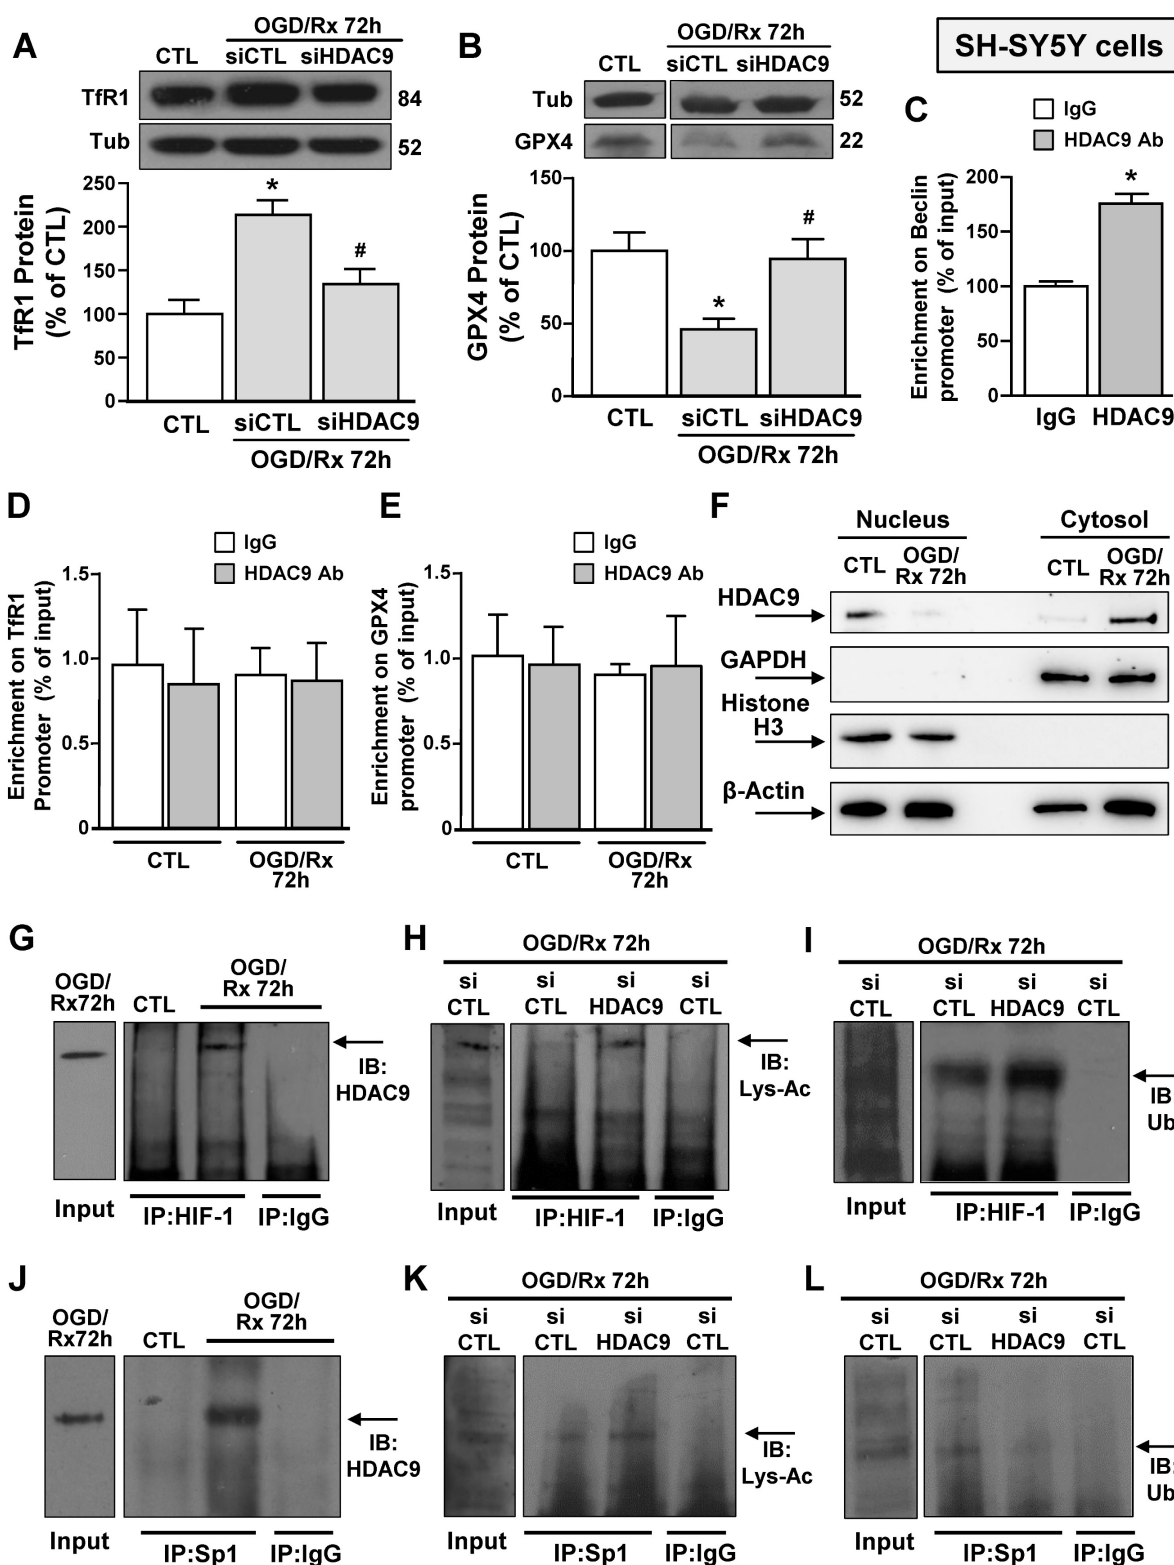 SH-SY5Y cells
A
OGD/Rx 72h
CTL siCTL siHDAC9
TfR1 84
Tub 52
TfR1 Protein
(% of CTL)
250
200
150
100
50
0
*
#
CTL siCTL siHDAC9
OGD/Rx 72h
B
OGD/Rx 72h
CTL siCTL siHDAC9
Tub 52
GPX4 22
GPX4 Protein
(% of CTL)
150
100
50
0
*
#
CTL siCTL siHDAC9
OGD/Rx 72h
C
IgG
HDAC9 Ab
Enrichment on Beclin
promoter (% of input)
200
150
100
50
0
*
IgG HDAC9
D
IgG
HDAC9 Ab
Enrichment on TfR1
Promoter (% of input)
1.5
1.0
0.5
0
CTL OGD/Rx
72h
E
IgG
HDAC9 Ab
Enrichment on GPX4
promoter (% of input)
1.5
1.0
0.5
0
CTL OGD/Rx
72h
F
Nucleus Cytosol
CTL OGD/
Rx 72h
CTL OGD/
Rx 72h
HDAC9
GAPDH
Histone
H3
β-Actin
G
OGD/
Rx72h
CTL
OGD/
Rx 72h
IB:
HDAC9
Input
IP:HIF-1 IP:IgG
H
OGD/Rx 72h
si si si si
CTL CTL HDAC9 CTL
IB:
Lys-Ac
Input
IP:HIF-1 IP:IgG
I
OGD/Rx 72h
si si si si
CTL CTL HDAC9 CTL
IB
Ub
Input
IP:HIF-1 IP:IgG
J
OGD/
Rx72h
CTL
OGD/
Rx 72h
IB:
HDAC9
Input
IP:Sp1 IP:IgG
K
OGD/Rx 72h
si si si si
CTL CTL HDAC9 CTL
IB:
Lys-Ac
Input
IP:Sp1 IP:IgG
L
OGD/Rx 72h
si si si si
CTL CTL HDAC9 CTL
IB:
Ub
Input
IP:Sp1 IP:IgG